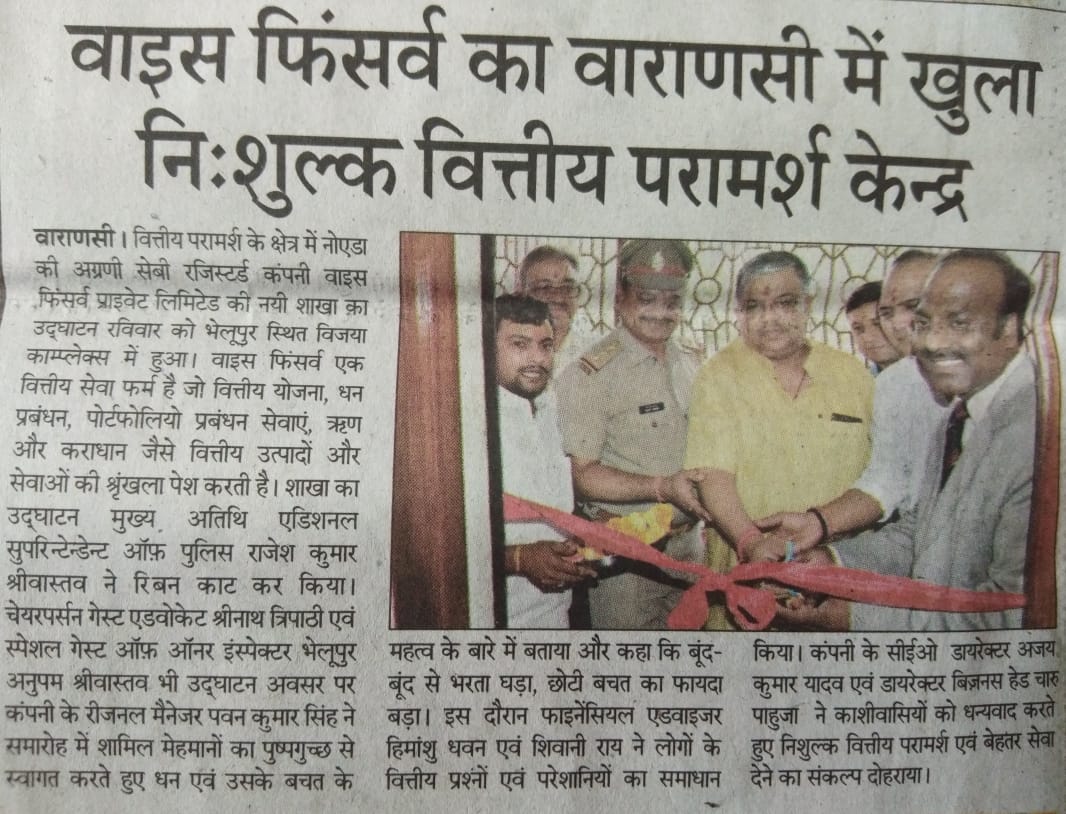 वाइस फिंसर्व का वाराणसी में खुला
निःशुल्क वित्तीय परामर्श केन्द्र
वाराणसी। वित्तीय परामर्श के क्षेत्र में नोएडा
की अग्रणी सेबी रजिस्टर्ड कंपनी वाइस
फिंसर्व प्राइवेट लिमिटेड की नयी शाखा का
उद्घाटन रविवार को भेलूपुर स्थित विजया
काम्प्लेक्स में हुआ। वाइस फिंसर्व एक
वित्तीय सेवा फर्म है जो वित्तीय योजना, धन
प्रबंधन, पोर्टफोलियो प्रबंधन सेवाएं, ऋण
और कराधान जैसे वित्तीय उत्पादों और
सेवाओं की श्रृंखला पेश करती है। शाखा का
उद्घाटन मुख्य अतिथि एडिशनल
सुपरिन्टेन्डेन्ट ऑफ़ पुलिस राजेश कुमार
श्रीवास्तव ने रिबन काट कर किया।
चेयरपर्सन गेस्ट एडवोकेट श्रीनाथ त्रिपाठी एवं
स्पेशल गेस्ट ऑफ़ ऑनर इंस्पेक्टर भेलूपुर
अनुपम श्रीवास्तव भी उद्घाटन अवसर पर
कंपनी के रीजनल मैनेजर पवन कुमार सिंह ने
समारोह में शामिल मेहमानों का पुष्पगुच्छ से
स्वागत करते हुए धन एवं उसके बचत के
महत्व के बारे में बताया और कहा कि बूंद-
बूंद से भरता घड़ा, छोटी बचत का फायदा
बड़ा। इस दौरान फाइनेंसियल एडवाइजर
हिमांशु धवन एवं शिवानी राय ने लोगों के
वित्तीय प्रश्नों एवं परेशानियों का समाधान
किया। कंपनी के सीईओ डायरेक्टर अजय
कुमार यादव एवं डायरेक्टर बिज़नस हेड चारु
पाहुजा ने काशीवासियों को धन्यवाद करते
हुए निशुल्क वित्तीय परामर्श एवं बेहतर सेवा
देने का संकल्प दोहराया।